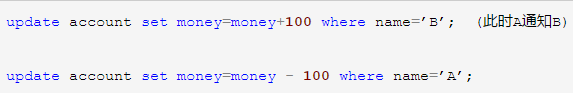 update account set money=money+100 where name=’B’; （此时A通知B）
update account set money=money - 100 where name=’A’;